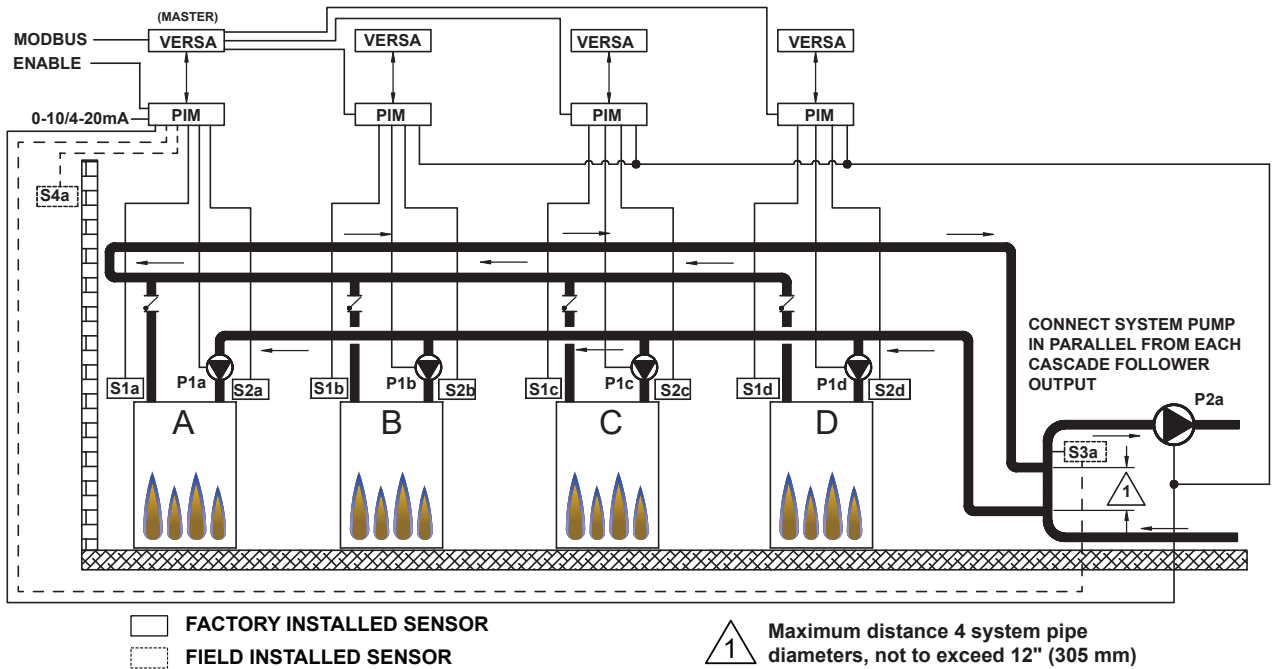 (MASTER)
MODBUS
VERSA
VERSA
VERSA
VERSA
ENABLE
0-10/4-20mA
PIM
PIM
PIM
PIM
S4a
CONNECT SYSTEM PUMP
IN PARALLEL FROM EACH
CASCADE FOLLOWER
OUTPUT
S1a
P1a
S2a
S1b
P1b
S2b
S1c
P1c
S2c
S1d
P1d
S2d
P2a
A
B
C
D
S3a
1
FACTORY INSTALLED SENSOR
FIELD INSTALLED SENSOR
1
Maximum distance 4 system pipe
diameters, not to exceed 12" (305 mm)